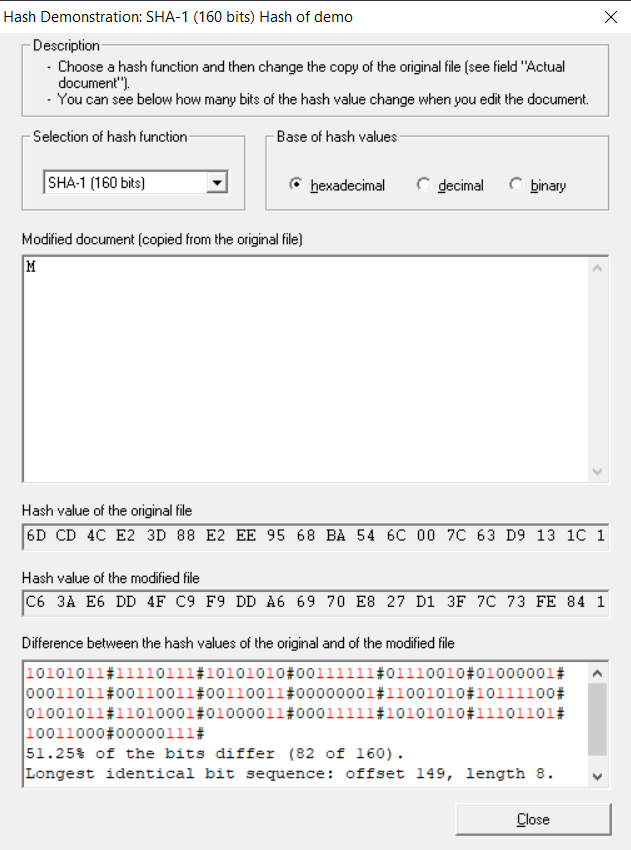 Hash Demonstration: SHA-1 (160 bits) Hash of demo
Description
- Choose a hash function and then change the copy of the original file (see field "Actual
document").
- You can see below how many bits of the hash value change when you edit the document.
Selection of hash function
SHA-1 (160 bits)
Base of hash values
hexadecimal decimal binary
Modified document (copied from the original file)
M
Hash value of the original file
6D CD 4C E2 3D 88 E2 EE 95 68 BA 54 6C 00 7C 63 D9 13 1C 1
Hash value of the modified file
C6 3A E6 DD 4F C9 F9 DD A6 69 70 E8 27 D1 3F 7C 73 FE 84 1
Difference between the hash values of the original and of the modified file
10101011#11110111#10101010#00111111#01110010#01000001#
00011011#00110011#00110011#00000001#11001010#10111100#
01001011#11010001#01000011#00011111#10101010#11101101#
10011000#00000111#
51.25% of the bits differ (82 of 160).
Longest identical bit sequence: offset 149, length 8.
Close